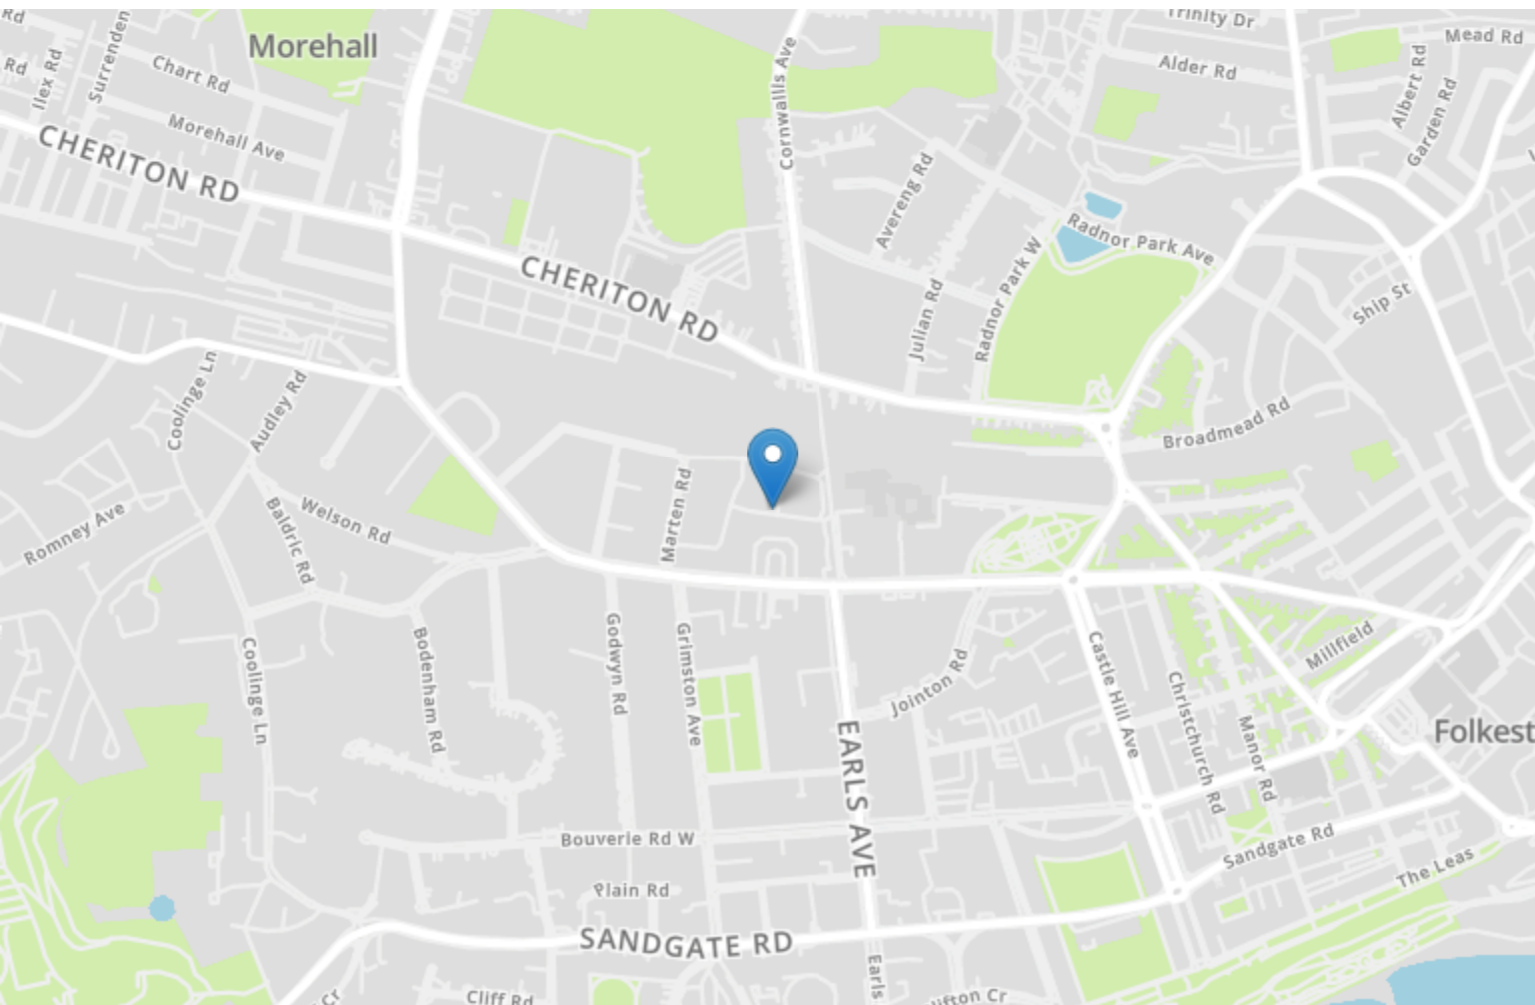 Rd
Trinity Dr
Mead Rd
Morehall
Surrenden
Cornwallis Ave
Rd
Ilex Rd
Chart Rd
Alder Rd
Albert Rd
Garden Rd
Morehall Ave
CHERITON RD
Avereng Rd
Radnor Park Ave
CHERITON RD
Radnor Park W
Julian Rd
Ship St
Coolinge Ln
Audley Rd
Broadmead Rd
Marten Rd
Romney Ave
Baldric Rd
Welson Rd
Coolinge Ln
Bodenham Rd
Godwyn Rd
Grimston Ave
Jointon Rd
Castle Hill Ave
Millfield
Christchurch Rd
Manor Rd
Folkest
EARLS AVE
Bouverie Rd W
Sandgate Rd
The Leas
Plain Rd
SANDGATE RD
Earls
Cr
Cliff Rd
lifton Cr